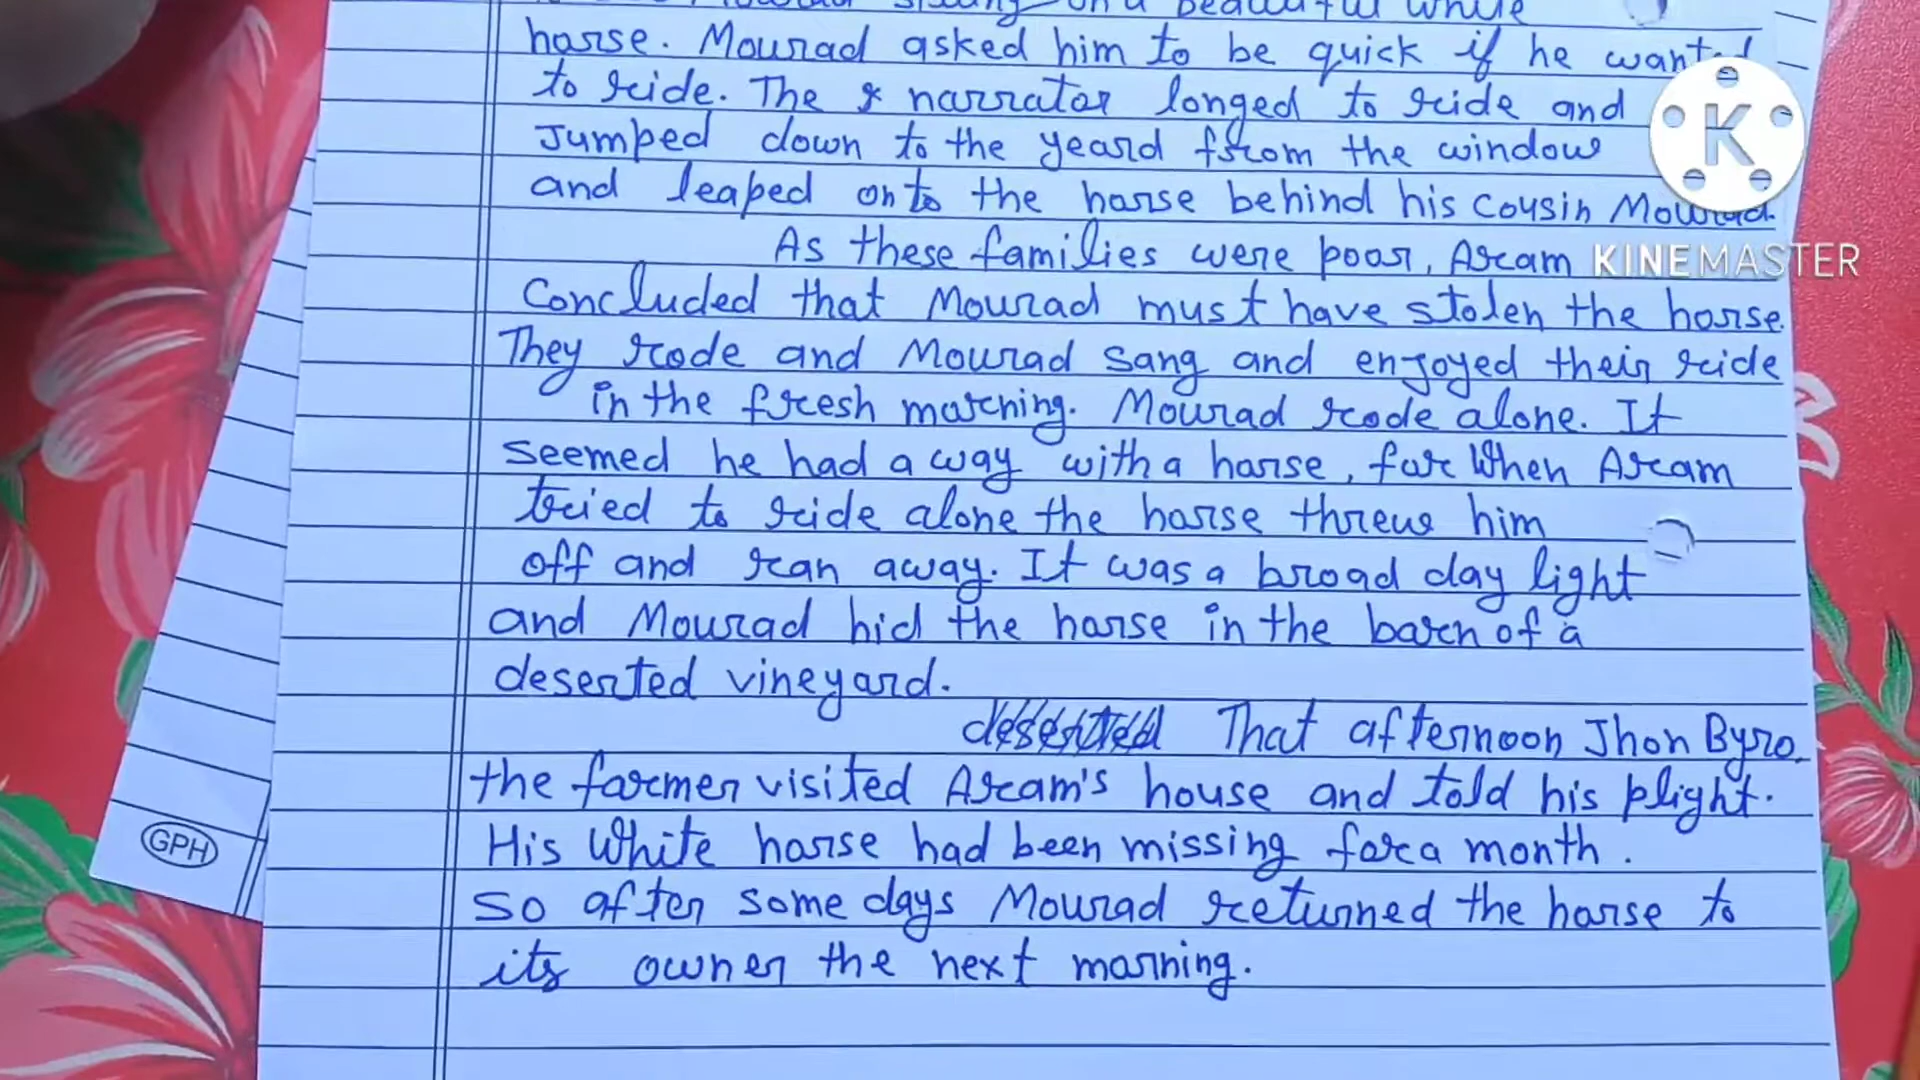 sitting on a beautiful white
horse. Mourad asked him to be quick if he wanted
to ride. The narrator longed to ride and
Jumped down to the yeard from the window
and leaped onto the horse behind his cousin Mourad.
As these families were poor, Aram
Concluded that Mourad must have stolen the horse.
They rode and Mourad sang and enjoyed their ride
in the fresh morning. Mourad rode alone. It
seemed he had a way with a horse, for When Aram
tried to ride alone the horse threw him
off and ran away. It was a broad day light
and Mourad hid the horse in the barn of a
deserted vineyard.
That afternoon Jhon Byro.
the farmer visited Aram's house and told his plight.
His White horse had been missing for a month.
So after some days Mourad returned the horse to
its owner the next morning.
K
KINEMASTER
GPH